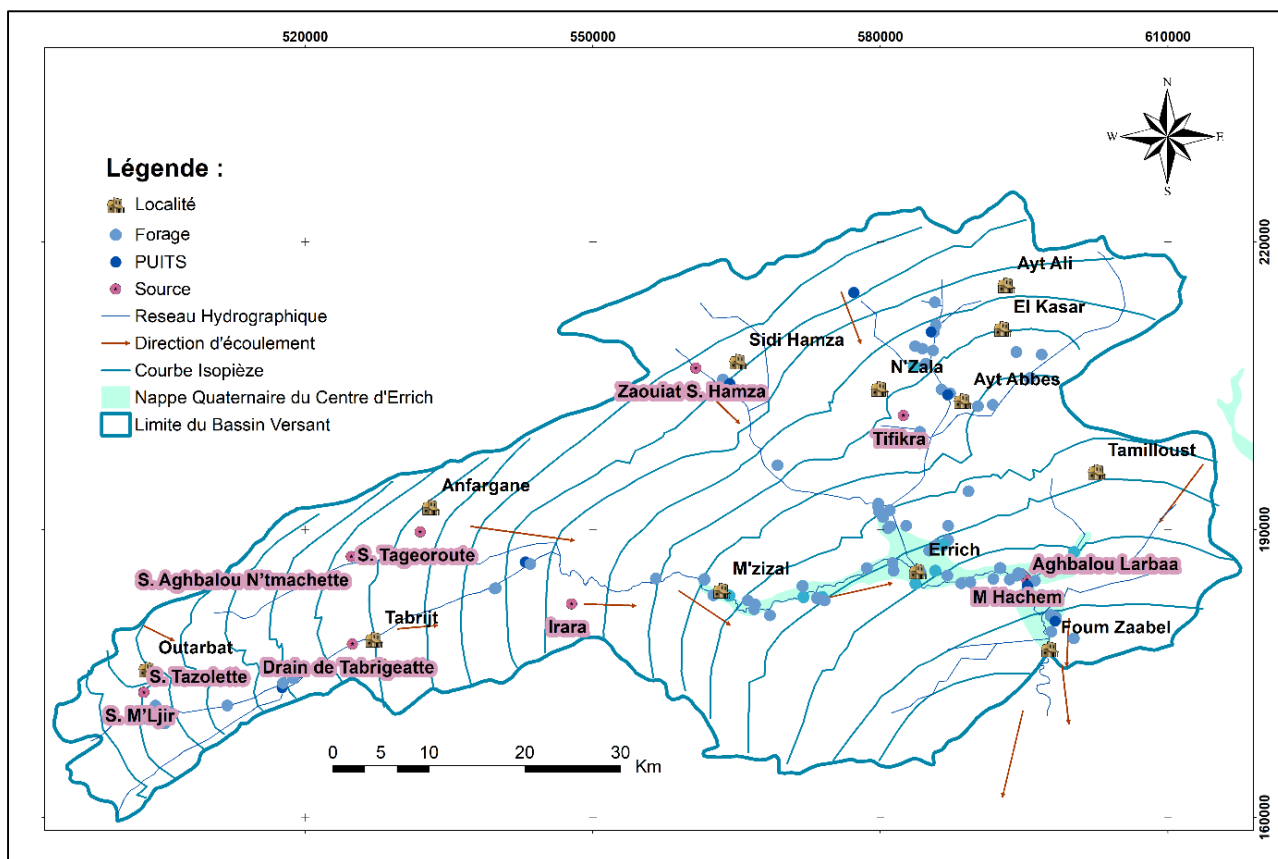 520000
550000
580000
610000
N
W
E
S
Légende :
Localité
Forage
PUITS
Source
Reseau Hydrographique
Direction d'écoulement
Courbe Isopièze
Nappe Quaternaire du Centre d'Errich
Limite du Bassin Versant
220000
190000
160000
Ayt Ali
El Kasar
Sidi Hamza
N'Zala
Zaouiat S. Hamza
Ayt Abbes
Tifikra
Tamilloust
Anfargane
S. Tageoroute
Errich
S. Aghbalou N'tmachette
M'zizal
Aghbalou Larbaa
M Hachem
Irara
Tabrijt
Foum Zaabel
Outarbat
Drain de Tabrigeatte
S. Tazolette
S. M'Ljir
0 5 10 20 30
Km